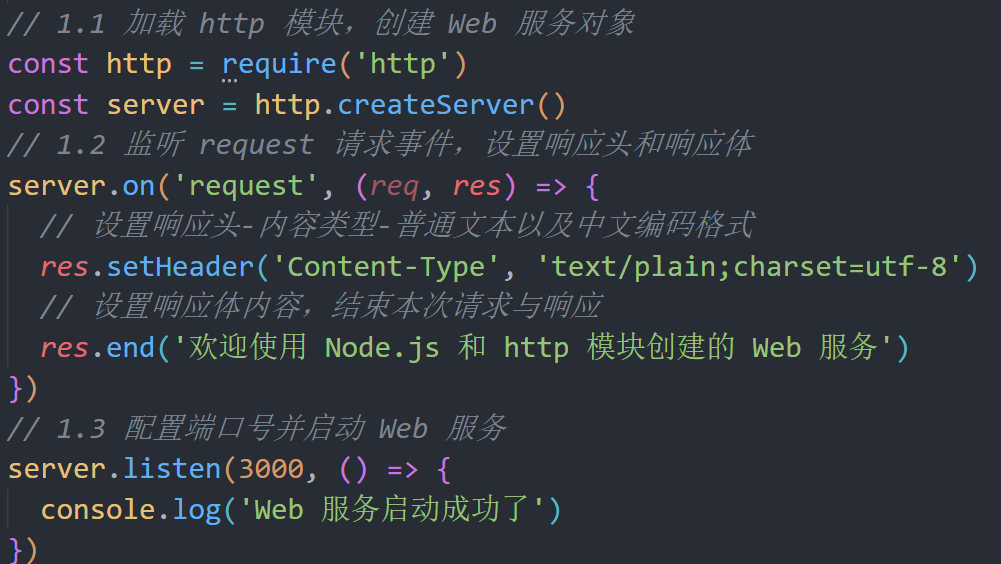 // 1.1 加载 http 模块，创建 Web 服务对象
const http = require('http')
const server = http.createServer()
// 1.2 监听 request 请求事件，设置响应头和响应体
server.on('request', (req, res) => {
  // 设置响应头-内容类型-普通文本以及中文编码格式
  res.setHeader('Content-Type', 'text/plain;charset=utf-8')
  // 设置响应体内容，结束本次请求与响应
  res.end('欢迎使用 Node.js 和 http 模块创建的 Web 服务')
})
// 1.3 配置端口号并启动 Web 服务
server.listen(3000, () => {
  console.log('Web 服务启动成功了')
})